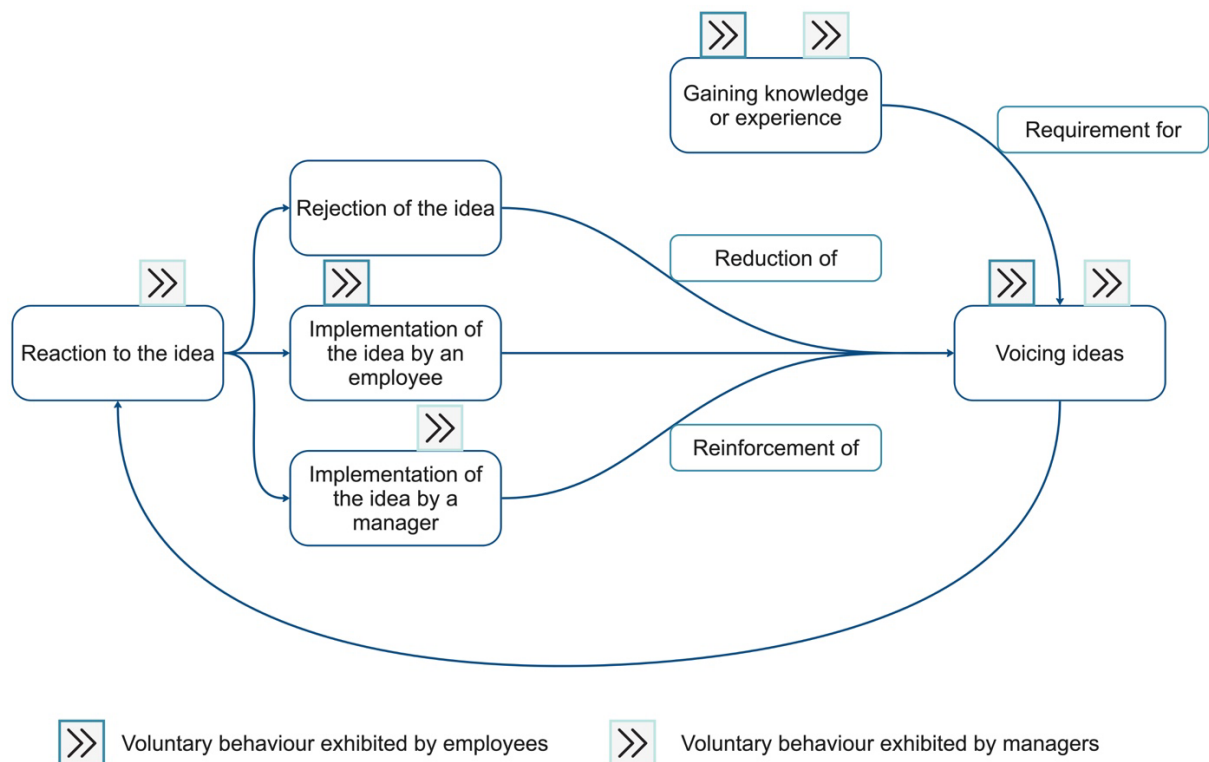 Gaining knowledge
or experience
Requirement for
Rejection of the idea
Reduction of
Reaction to the idea
Implementation of
the idea by an
employee
Voicing ideas
Reinforcement of
Implementation of
the idea by a
manager
Voluntary behaviour exhibited by employees
Voluntary behaviour exhibited by managers